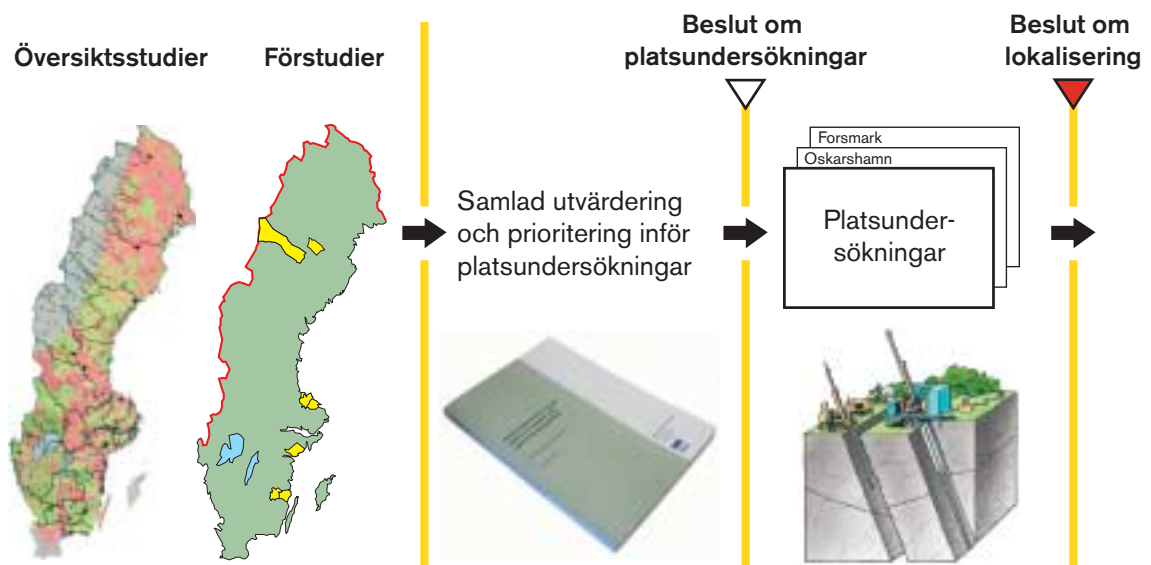 Översiktsstudier
Förstudier
Beslut om
platsundersökningar
Beslut om
lokalisering
Samlad utvärdering
och prioritering inför
platsundersökningar
Forsmark
Oskarshamn
Platsunder-
sökningar